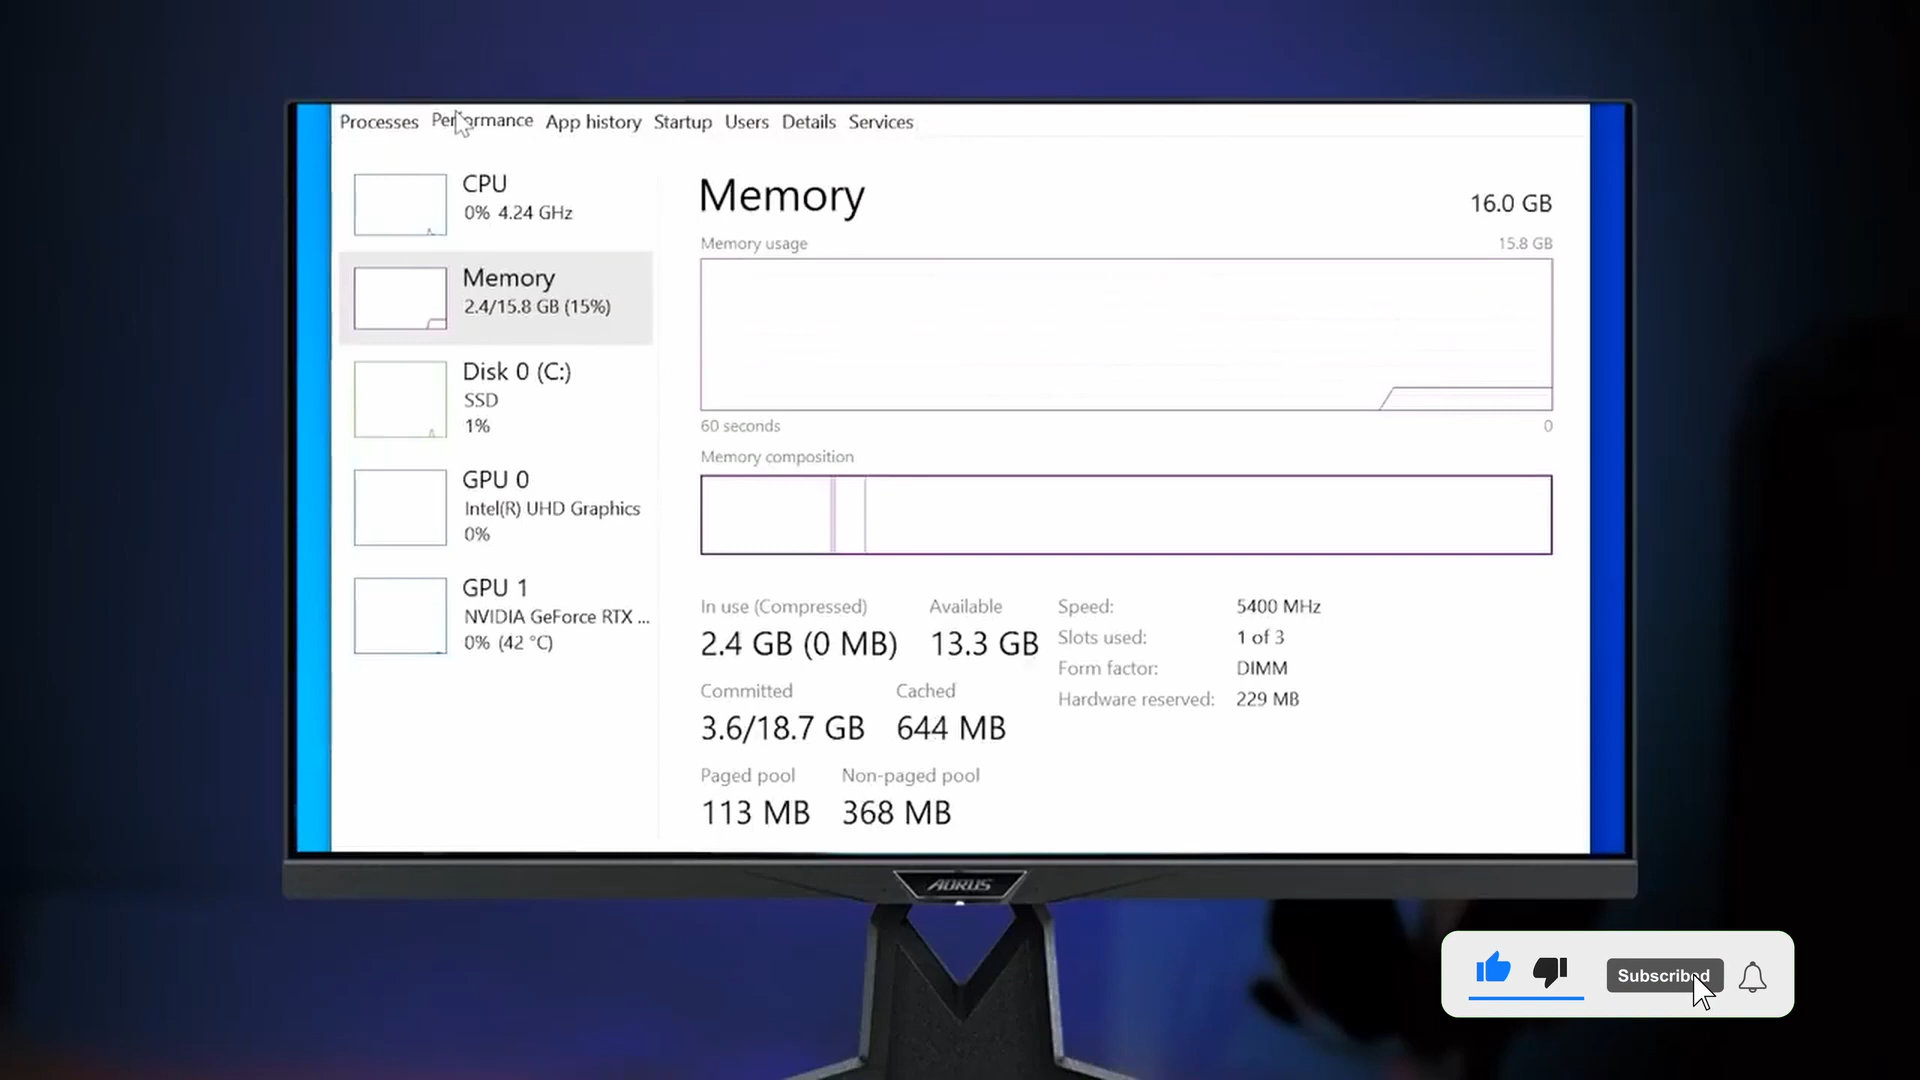 Processes Performance App history Startup Users Details Services
CPU
0% 4.24 GHz
Memory
2.4/15.8 GB (15%)
Disk 0 (C:)
SSD
1%
GPU 0
Intel(R) UHD Graphics
0%
GPU 1
NVIDIA GeForce RTX ...
0% (42 °C)
Memory
16.0 GB
Memory usage
15.8 GB
60 seconds
0
Memory composition
In use (Compressed)
2.4 GB (0 MB)
Available
13.3 GB
Committed
3.6/18.7 GB
Cached
644 MB
Paged pool
113 MB
Non-paged pool
368 MB
Speed: 5400 MHz
Slots used: 1 of 3
Form factor: DIMM
Hardware reserved: 229 MB
AORUS
Subscribed